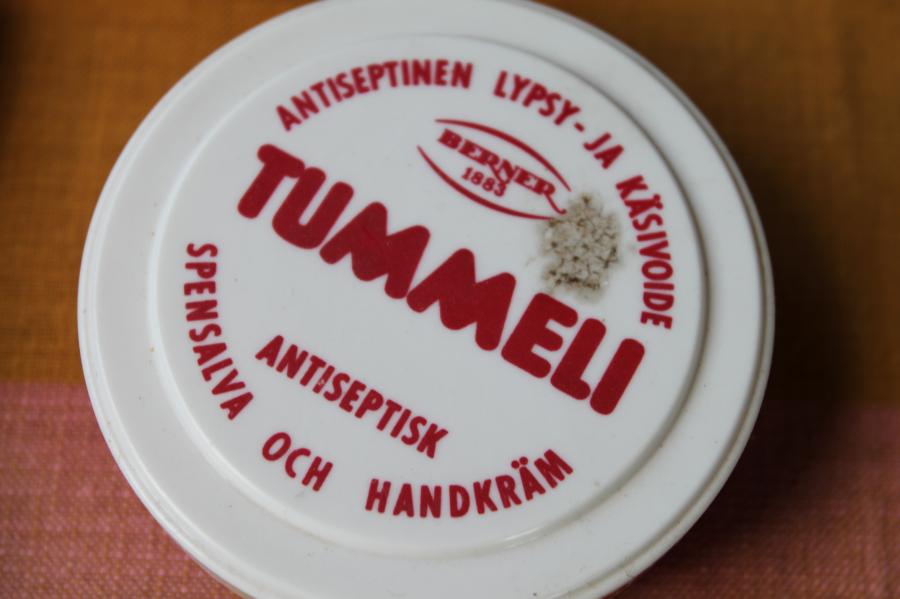 ANTISEPTINEN LYPSY- JA KÄSIVOIDE
BERNER
1883
TUMMELI
ANTISEPTISK
SPENSALVA OCH HANDKRÄM